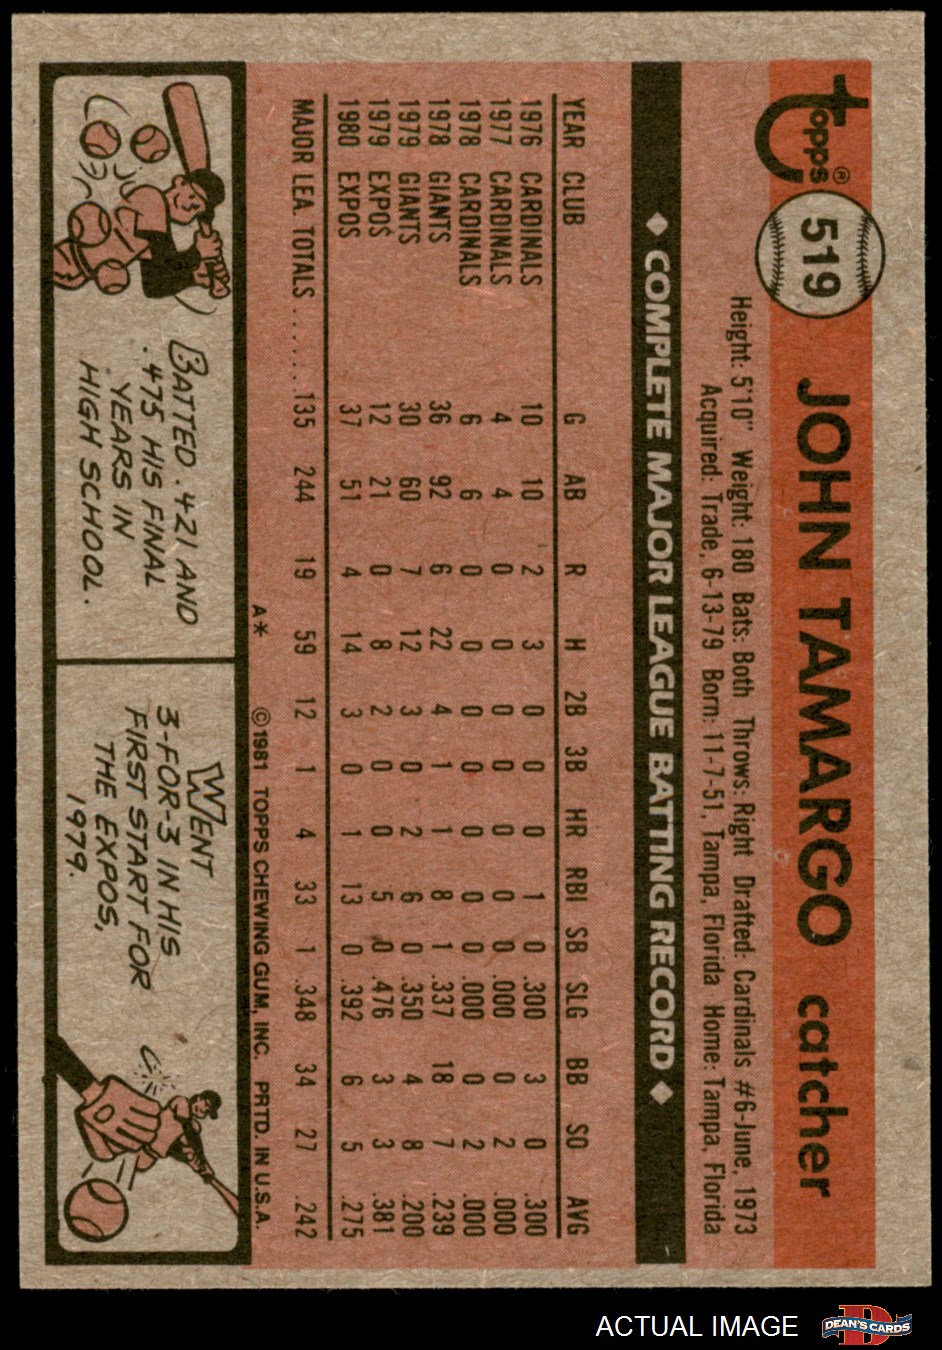 Topps®
519
JOHN TAMARGO catcher
Height: 5'10" Weight: 180 Bats: Both Throws: Right Drafted: Cardinals #6-June, 1973
Acquired: Trade, 6-13-79 Born: 11-7-51, Tampa, Florida Home: Tampa, Florida
◆ COMPLETE MAJOR LEAGUE BATTING RECORD ◆
YEAR CLUB G AB R H 2B 3B HR RBI SB SLG BB SO AVG
1976 CARDINALS 10 10 2 3 0 0 0 1 0 .300 3 0 .300
1977 CARDINALS 4 4 0 0 0 0 0 0 0 .000 0 2 .000
1978 CARDINALS 6 6 0 0 0 0 0 0 0 .000 0 2 .000
1978 GIANTS 36 92 6 22 4 1 1 8 1 .337 18 7 .239
1979 GIANTS 30 60 7 12 3 0 2 6 0 .350 4 8 .200
1979 EXPOS 12 21 0 8 2 0 0 5 0 .476 3 3 .381
1980 EXPOS 37 51 4 14 3 0 1 13 0 .392 6 5 .275
MAJOR LEA. TOTALS ...... 135 244 19 59 12 1 4 33 1 .348 34 27 .242
A* ©1981 TOPPS CHEWING GUM, INC. PRTD. IN U.S.A.
BATTED .421 AND
.475 HIS FINAL
YEARS IN
HIGH SCHOOL.
WENT
3-FOR-3 IN HIS
FIRST START FOR
THE EXPOS,
1979.
ACTUAL IMAGE
D
DEAN'S CARDS